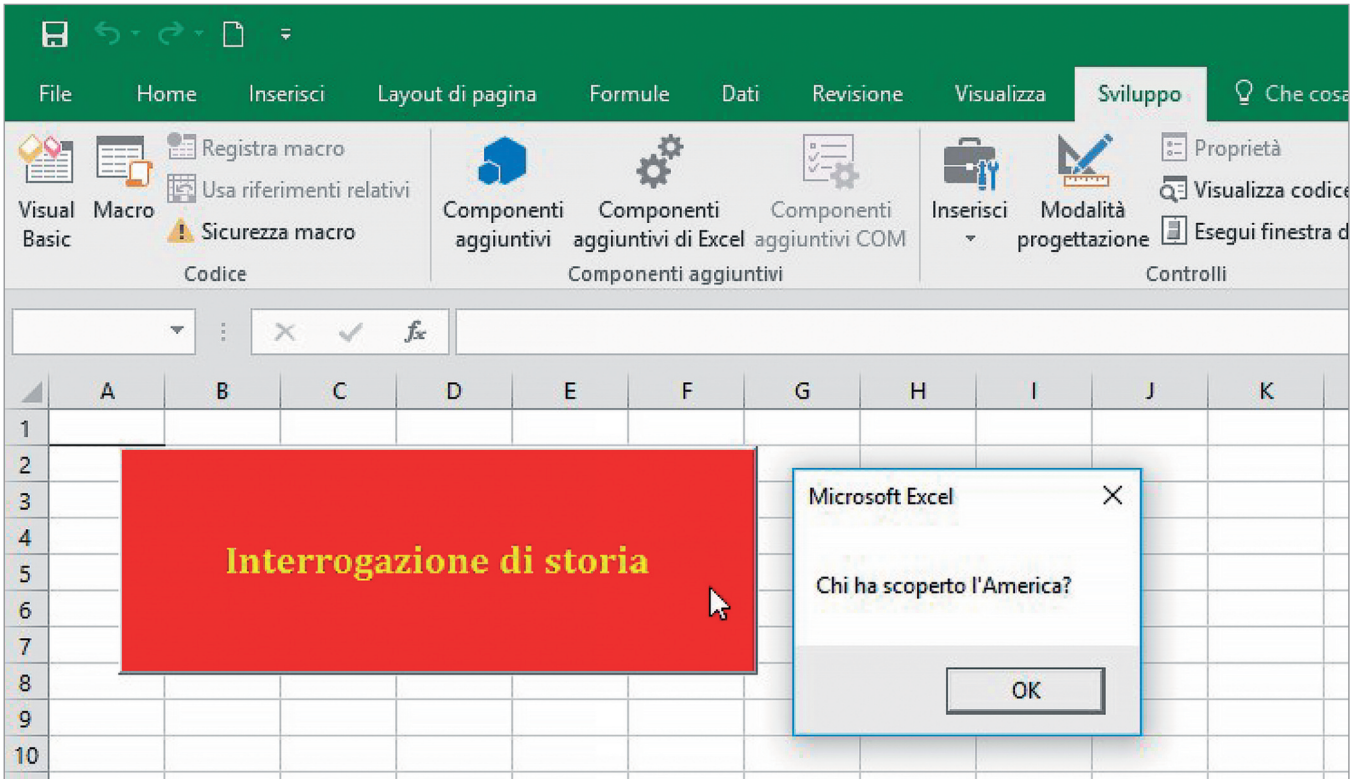 File Home Inserisci Layout di pagina Formule Dati Revisione Visualizza Sviluppo Che cosa
Visual Basic
Macro
Registra macro
Usa riferimenti relativi
Sicurezza macro
Codice
Componenti aggiuntivi
Componenti aggiuntivi di Excel
Componenti aggiuntivi COM
Componenti aggiuntivi
Inserisci
Modalità progettazione
Proprietà
Visualizza codice
Esegui finestra d
Controlli
fx
A B C D E F G H I J K
1
2
3
4
5
6
7
8
9
10
Interrogazione di storia
Microsoft Excel
Chi ha scoperto l'America?
OK